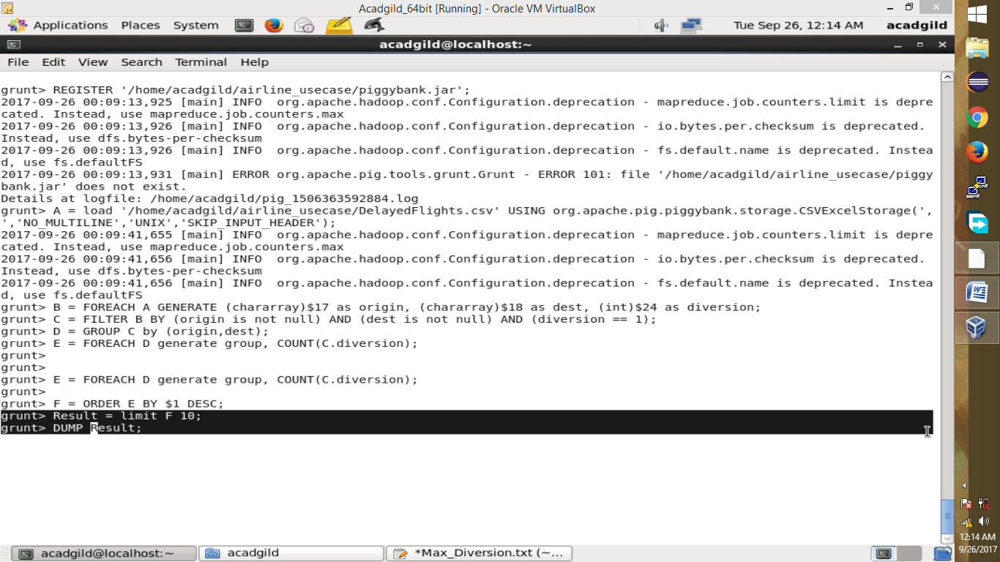 Acadgild_64bit [Running] - Oracle VM VirtualBox
Applications Places System Tue Sep 26, 12:14 AM acadgild
acadgild@localhost:~
File Edit View Search Terminal Help
grunt> REGISTER '/home/acadgild/airline_usecase/piggybank.jar';
2017-09-26 00:09:13,925 [main] INFO  org.apache.hadoop.conf.Configuration.deprecation - mapreduce.job.counters.limit is depre
cated. Instead, use mapreduce.job.counters.max
2017-09-26 00:09:13,926 [main] INFO  org.apache.hadoop.conf.Configuration.deprecation - io.bytes.per.checksum is deprecated.
Instead, use dfs.bytes-per-checksum
2017-09-26 00:09:13,926 [main] INFO  org.apache.hadoop.conf.Configuration.deprecation - fs.default.name is deprecated. Instea
d, use fs.defaultFS
2017-09-26 00:09:13,931 [main] ERROR org.apache.pig.tools.grunt.Grunt - ERROR 101: file '/home/acadgild/airline_usecase/piggy
bank.jar' does not exist.
Details at logfile: /home/acadgild/pig_1506363592884.log
grunt> A = load '/home/acadgild/airline_usecase/DelayedFlights.csv' USING org.apache.pig.piggybank.storage.CSVExcelStorage(',
','NO_MULTILINE','UNIX','SKIP_INPUT_HEADER');
2017-09-26 00:09:41,655 [main] INFO  org.apache.hadoop.conf.Configuration.deprecation - mapreduce.job.counters.limit is depre
cated. Instead, use mapreduce.job.counters.max
2017-09-26 00:09:41,656 [main] INFO  org.apache.hadoop.conf.Configuration.deprecation - io.bytes.per.checksum is deprecated.
Instead, use dfs.bytes-per-checksum
2017-09-26 00:09:41,656 [main] INFO  org.apache.hadoop.conf.Configuration.deprecation - fs.default.name is deprecated. Instea
d, use fs.defaultFS
grunt> B = FOREACH A GENERATE (chararray)$17 as origin, (chararray)$18 as dest, (int)$24 as diversion;
grunt> C = FILTER B BY (origin is not null) AND (dest is not null) AND (diversion == 1);
grunt> D = GROUP C by (origin,dest);
grunt> E = FOREACH D generate group, COUNT(C.diversion);
grunt>
grunt>
grunt> E = FOREACH D generate group, COUNT(C.diversion);
grunt>
grunt> F = ORDER E BY $1 DESC;
grunt> Result = limit F 10;
grunt> DUMP Result;
acadgild@localhost:~ acadgild *Max_Diversion.txt (~...
12:14 AM
9/26/2017